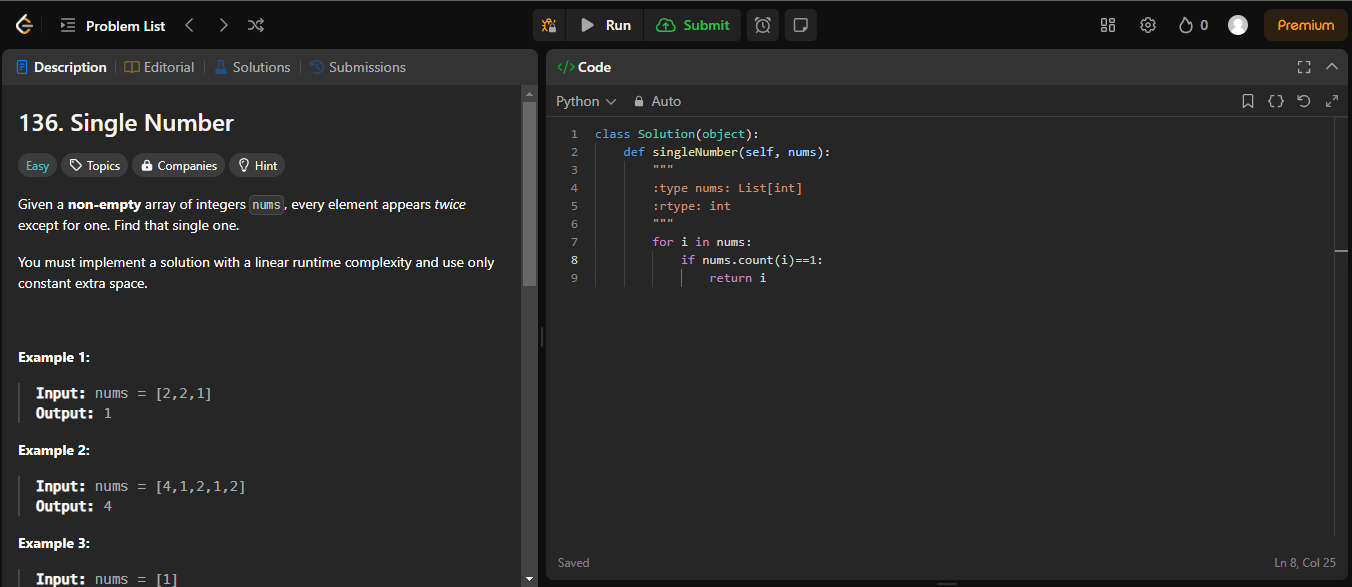 Problem List
Run
Submit
0
Premium
Description
Editorial
Solutions
Submissions
136. Single Number
Easy
Topics
Companies
Hint
Given a non-empty array of integers nums, every element appears twice
except for one. Find that single one.
You must implement a solution with a linear runtime complexity and use only
constant extra space.
Example 1:
Input: nums = [2,2,1]
Output: 1
Example 2:
Input: nums = [4,1,2,1,2]
Output: 4
Example 3:
Input: nums = [1]
</> Code
Python
Auto
1 class Solution(object):
2 def singleNumber(self, nums):
3 """
4 :type nums: List[int]
5 :rtype: int
6 """
7 for i in nums:
8 if nums.count(i)==1:
9 return i
Saved
Ln 8, Col 25